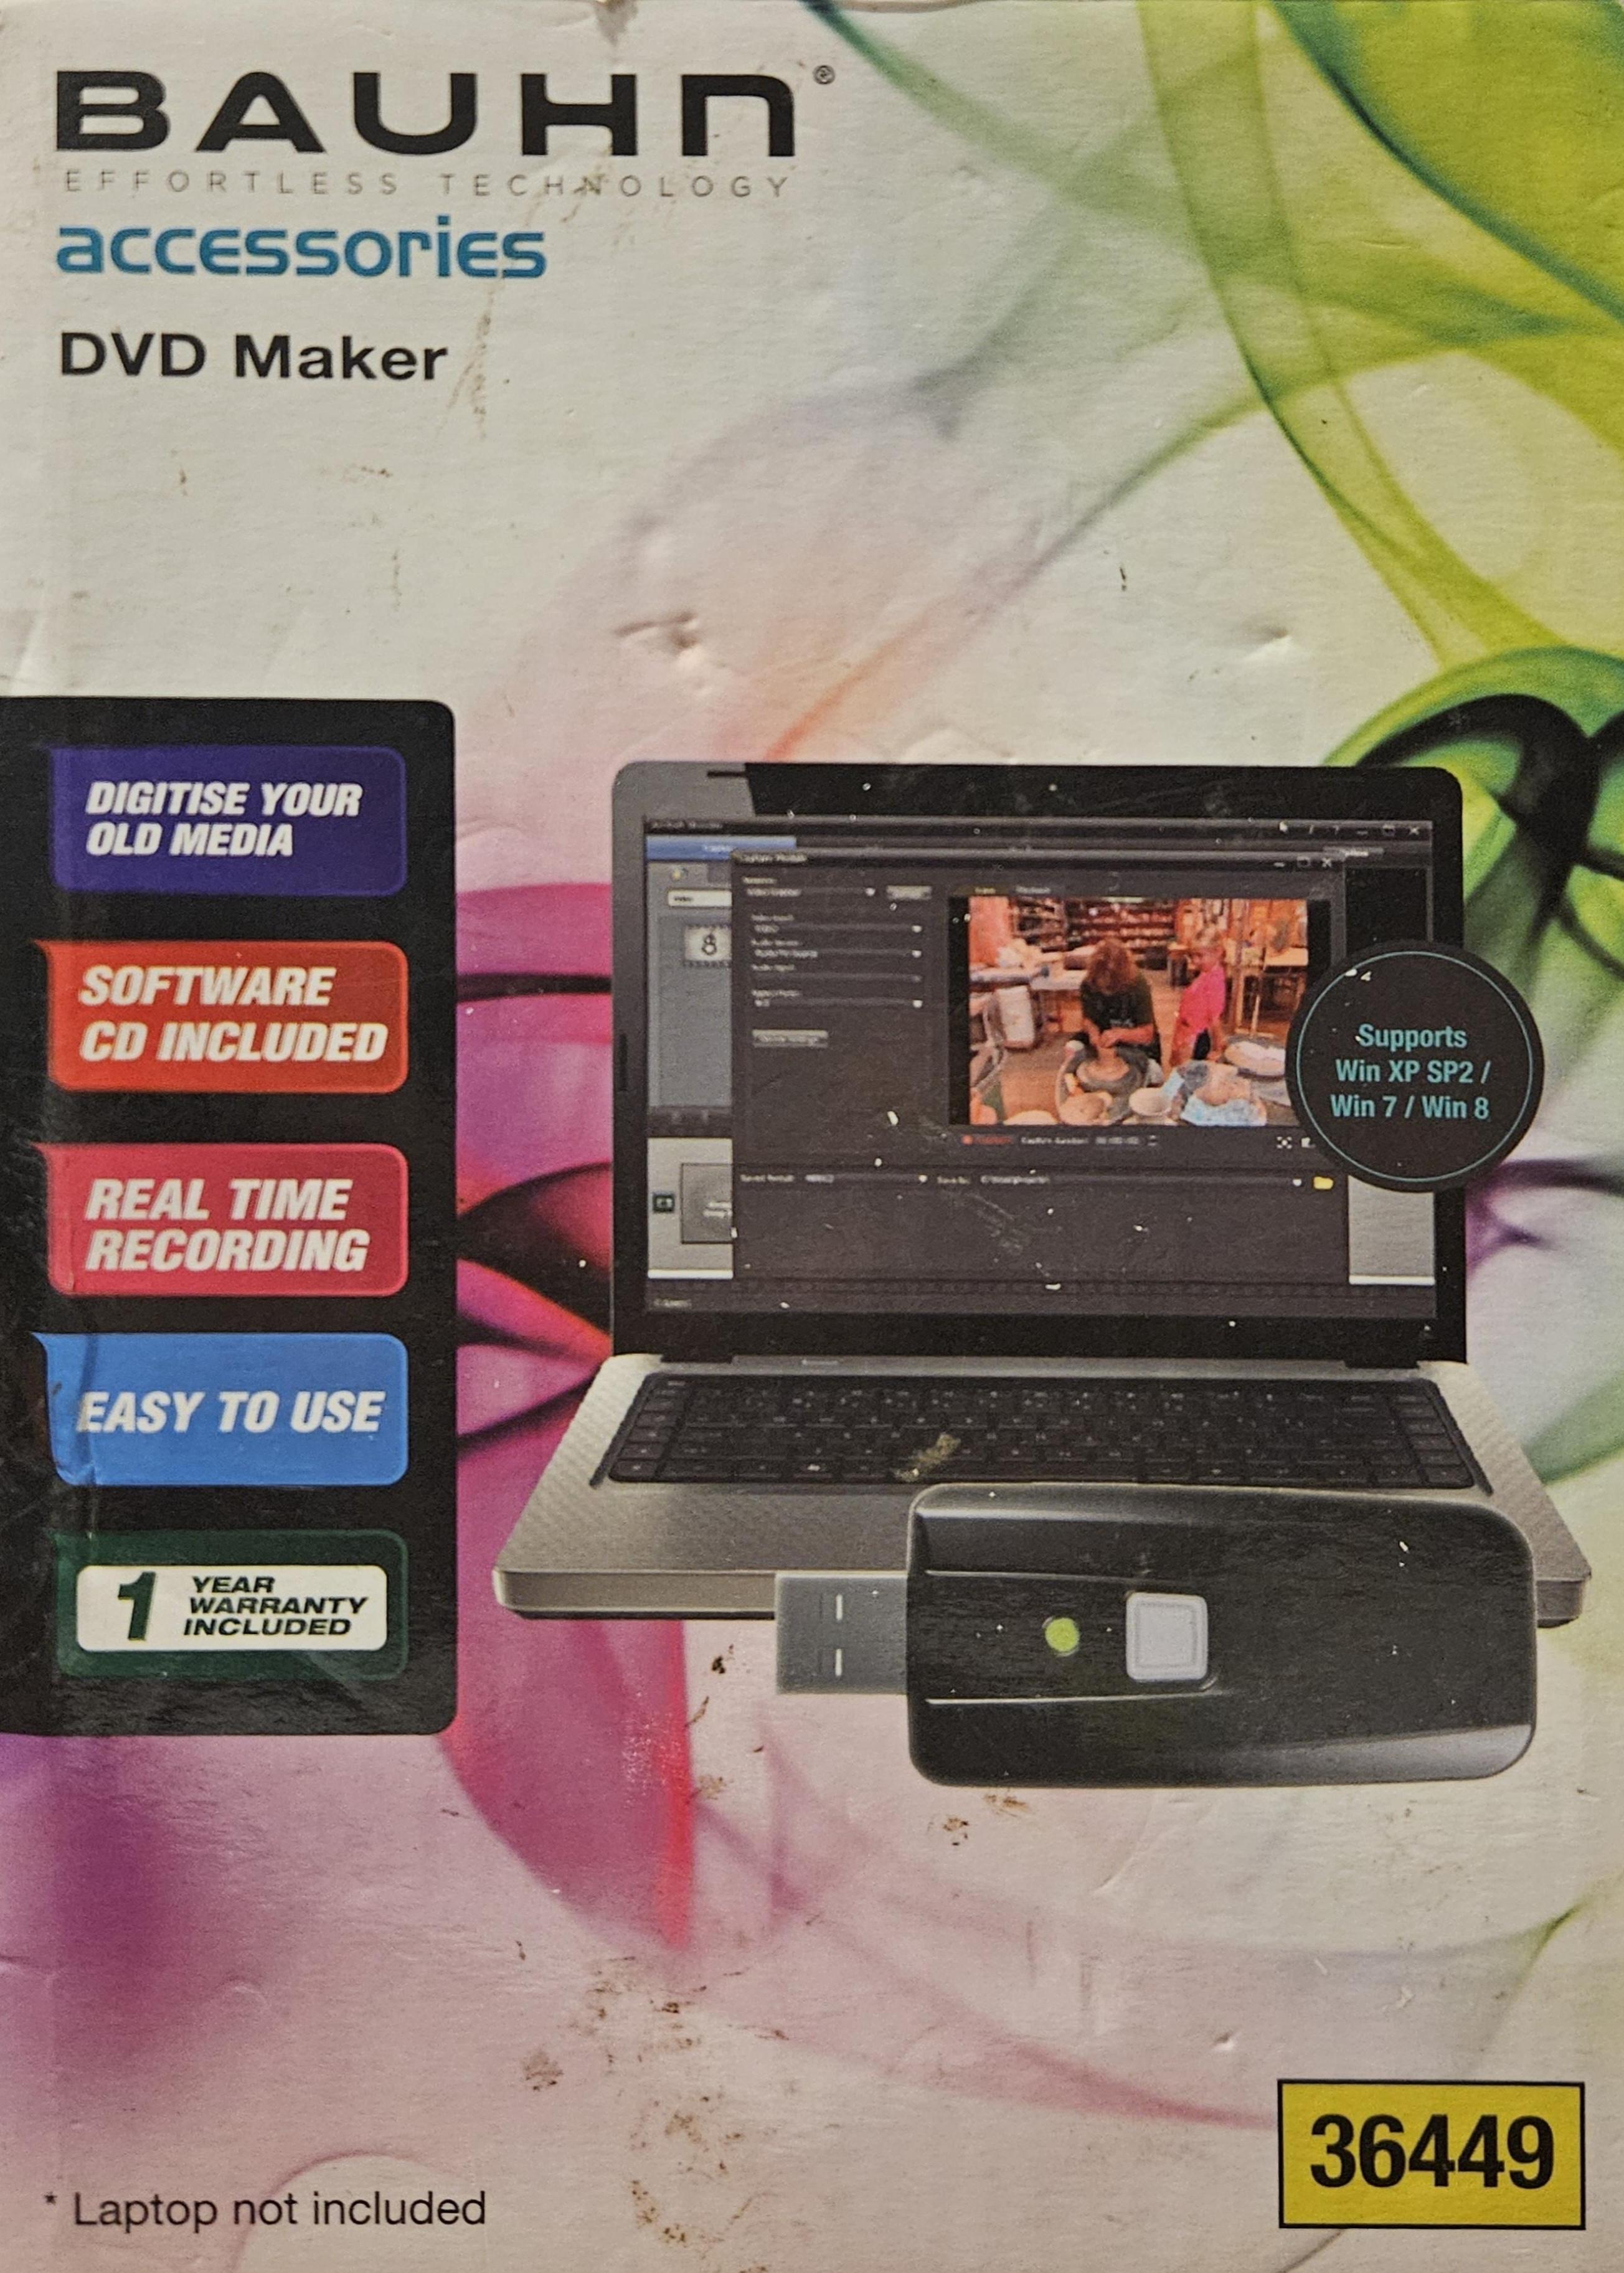 BAUHN®
EFFORTLESS TECHNOLOGY
accessories
DVD Maker
DIGITISE YOUR
OLD MEDIA
SOFTWARE
CD INCLUDED
REAL TIME
RECORDING
EASY TO USE
1 YEAR
WARRANTY
INCLUDED
8
Supports
Win XP SP2 /
Win 7 / Win 8
* Laptop not included
36449